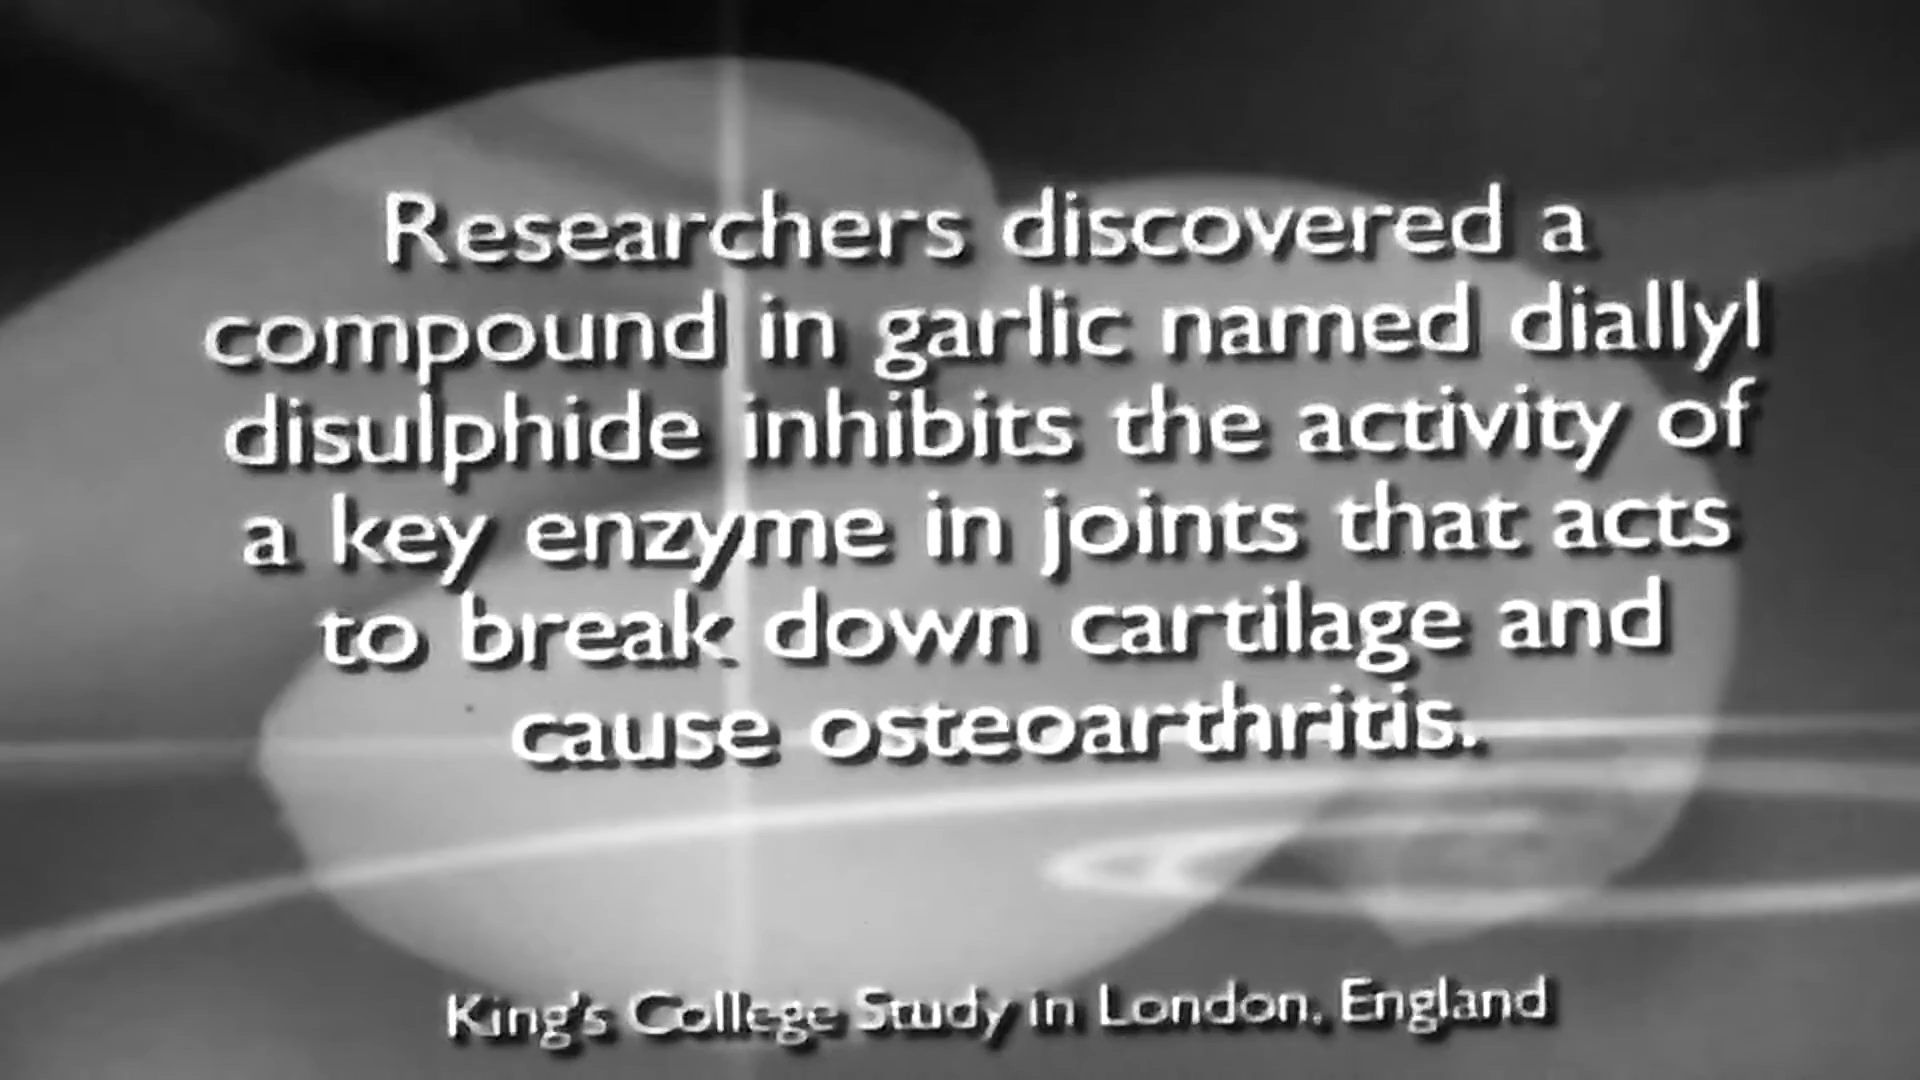 Researchers discovered a
compound in garlic named diallyl
disulphide inhibits the activity of
a key enzyme in joints that acts
to break down cartilage and
cause osteoarthritis.
King's College Study in London, England